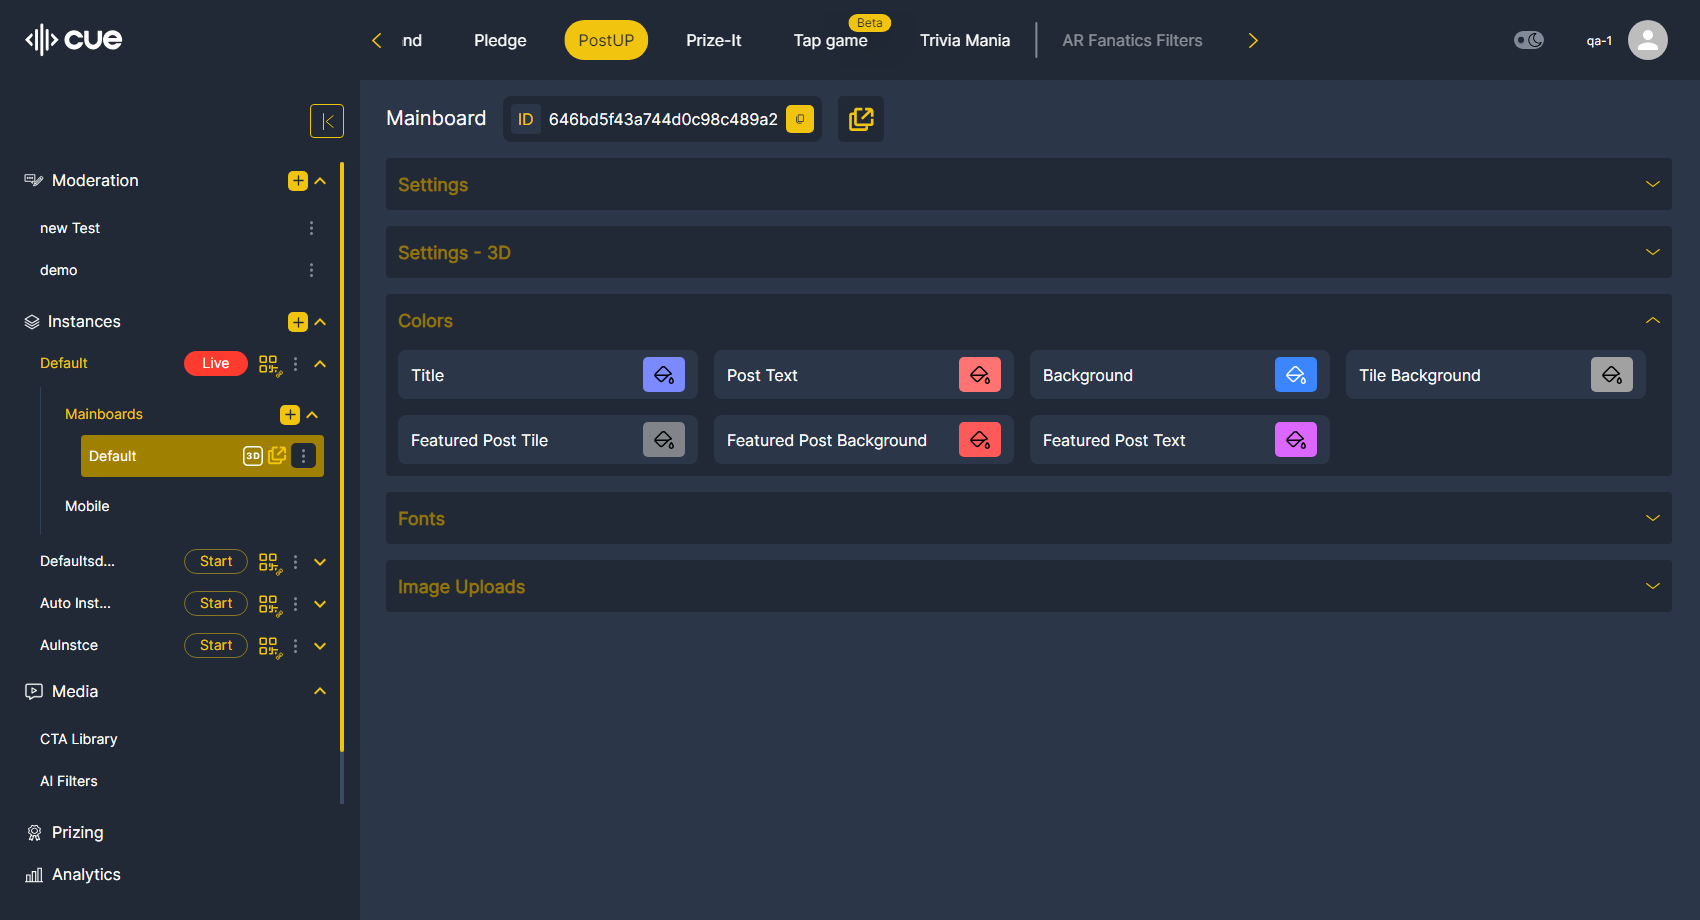 cue
nd
Pledge
PostUP
Prize-It
Beta
Tap game
Trivia Mania
AR Fanatics Filters
qa-1
Moderation
new Test
demo
Instances
Default
Live
Mainboards
Default
3D
Mobile
Defaultsd...
Start
Auto Inst...
Start
AuInstce
Start
Media
CTA Library
AI Filters
Prizing
Analytics
Mainboard
ID 646bd5f43a744d0c98c489a2
Settings
Settings - 3D
Colors
Title
Post Text
Background
Tile Background
Featured Post Tile
Featured Post Background
Featured Post Text
Fonts
Image Uploads